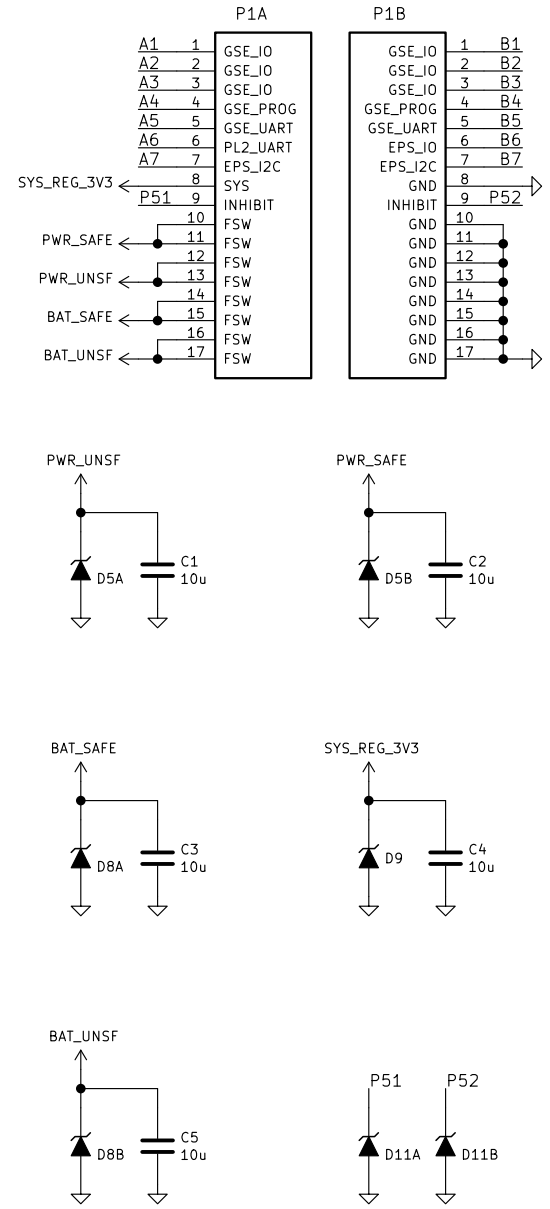 P1A P1B
A1 1 GSE_IO GSE_IO 1 B1
A2 2 GSE_IO GSE_IO 2 B2
A3 3 GSE_IO GSE_IO 3 B3
A4 4 GSE_PROG GSE_PROG 4 B4
A5 5 GSE_UART GSE_UART 5 B5
A6 6 PL2_UART EPS_IO 6 B6
A7 7 EPS_I2C EPS_I2C 7 B7
SYS_REG_3V3 8 SYS GND 8
P51 9 INHIBIT INHIBIT 9 P52
10 FSW GND 10
PWR_SAFE 11 FSW GND 11
12 FSW GND 12
PWR_UNSF 13 FSW GND 13
14 FSW GND 14
BAT_SAFE 15 FSW GND 15
16 FSW GND 16
BAT_UNSF 17 FSW GND 17
PWR_UNSF PWR_SAFE
C1 C2
D5A 10u D5B 10u
BAT_SAFE SYS_REG_3V3
C3 C4
D8A 10u D9 10u
BAT_UNSF
P51 P52
C5
D8B 10u D11A D11B